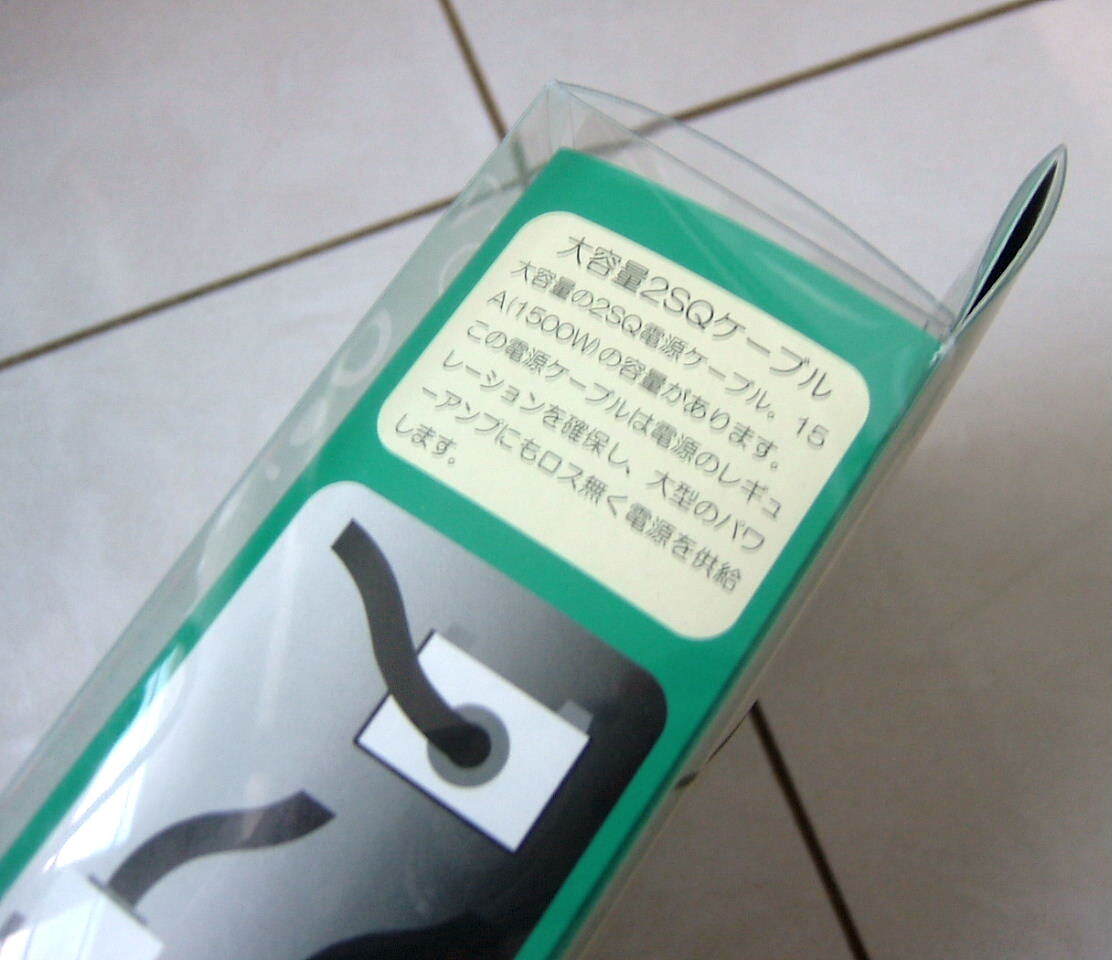 大容量2SQケーブル
大容量の2SQ電源ケーブル。15
A(1500W)の容量があります。
この電源ケーブルは電源のレギュ
レーションを確保し、大型のパワ
ーアンプにもロス無く電源を供給
します。